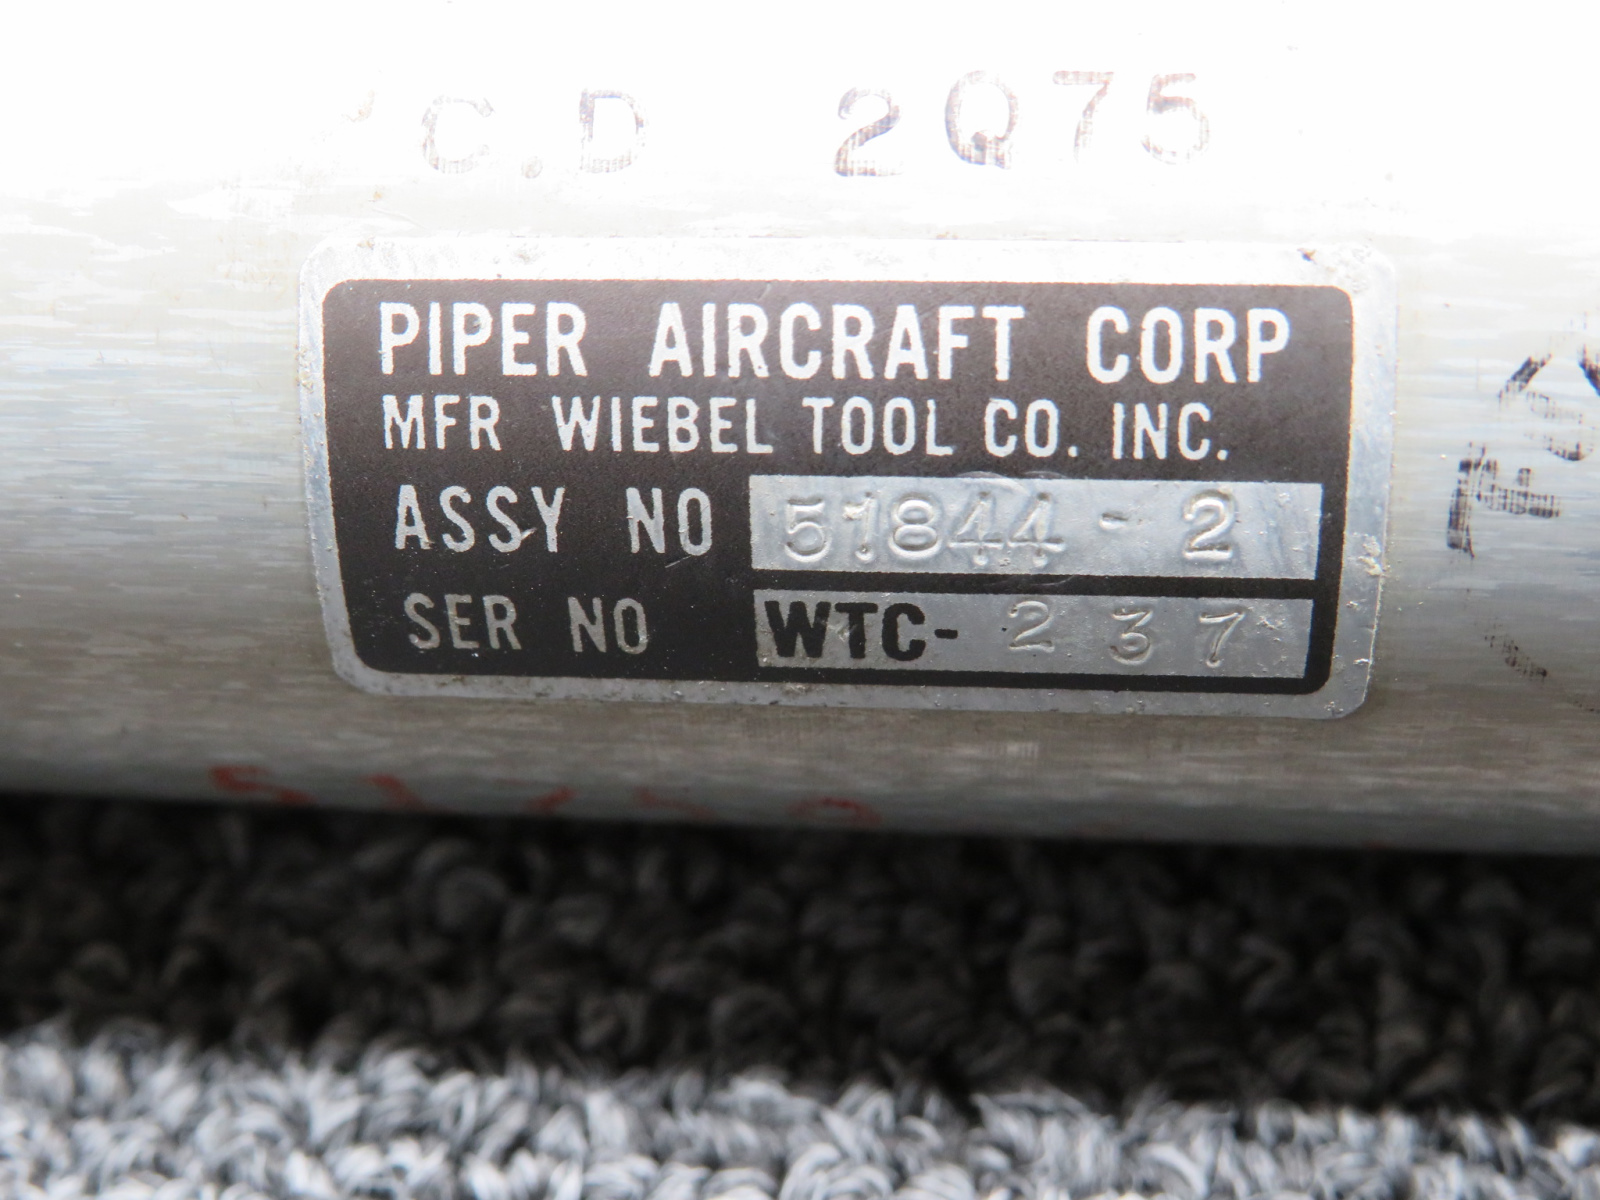 C.D 2Q75
PIPER AIRCRAFT CORP
MFR WIEBEL TOOL CO. INC.
ASSY NO 51844-2
SER NO WTC-237